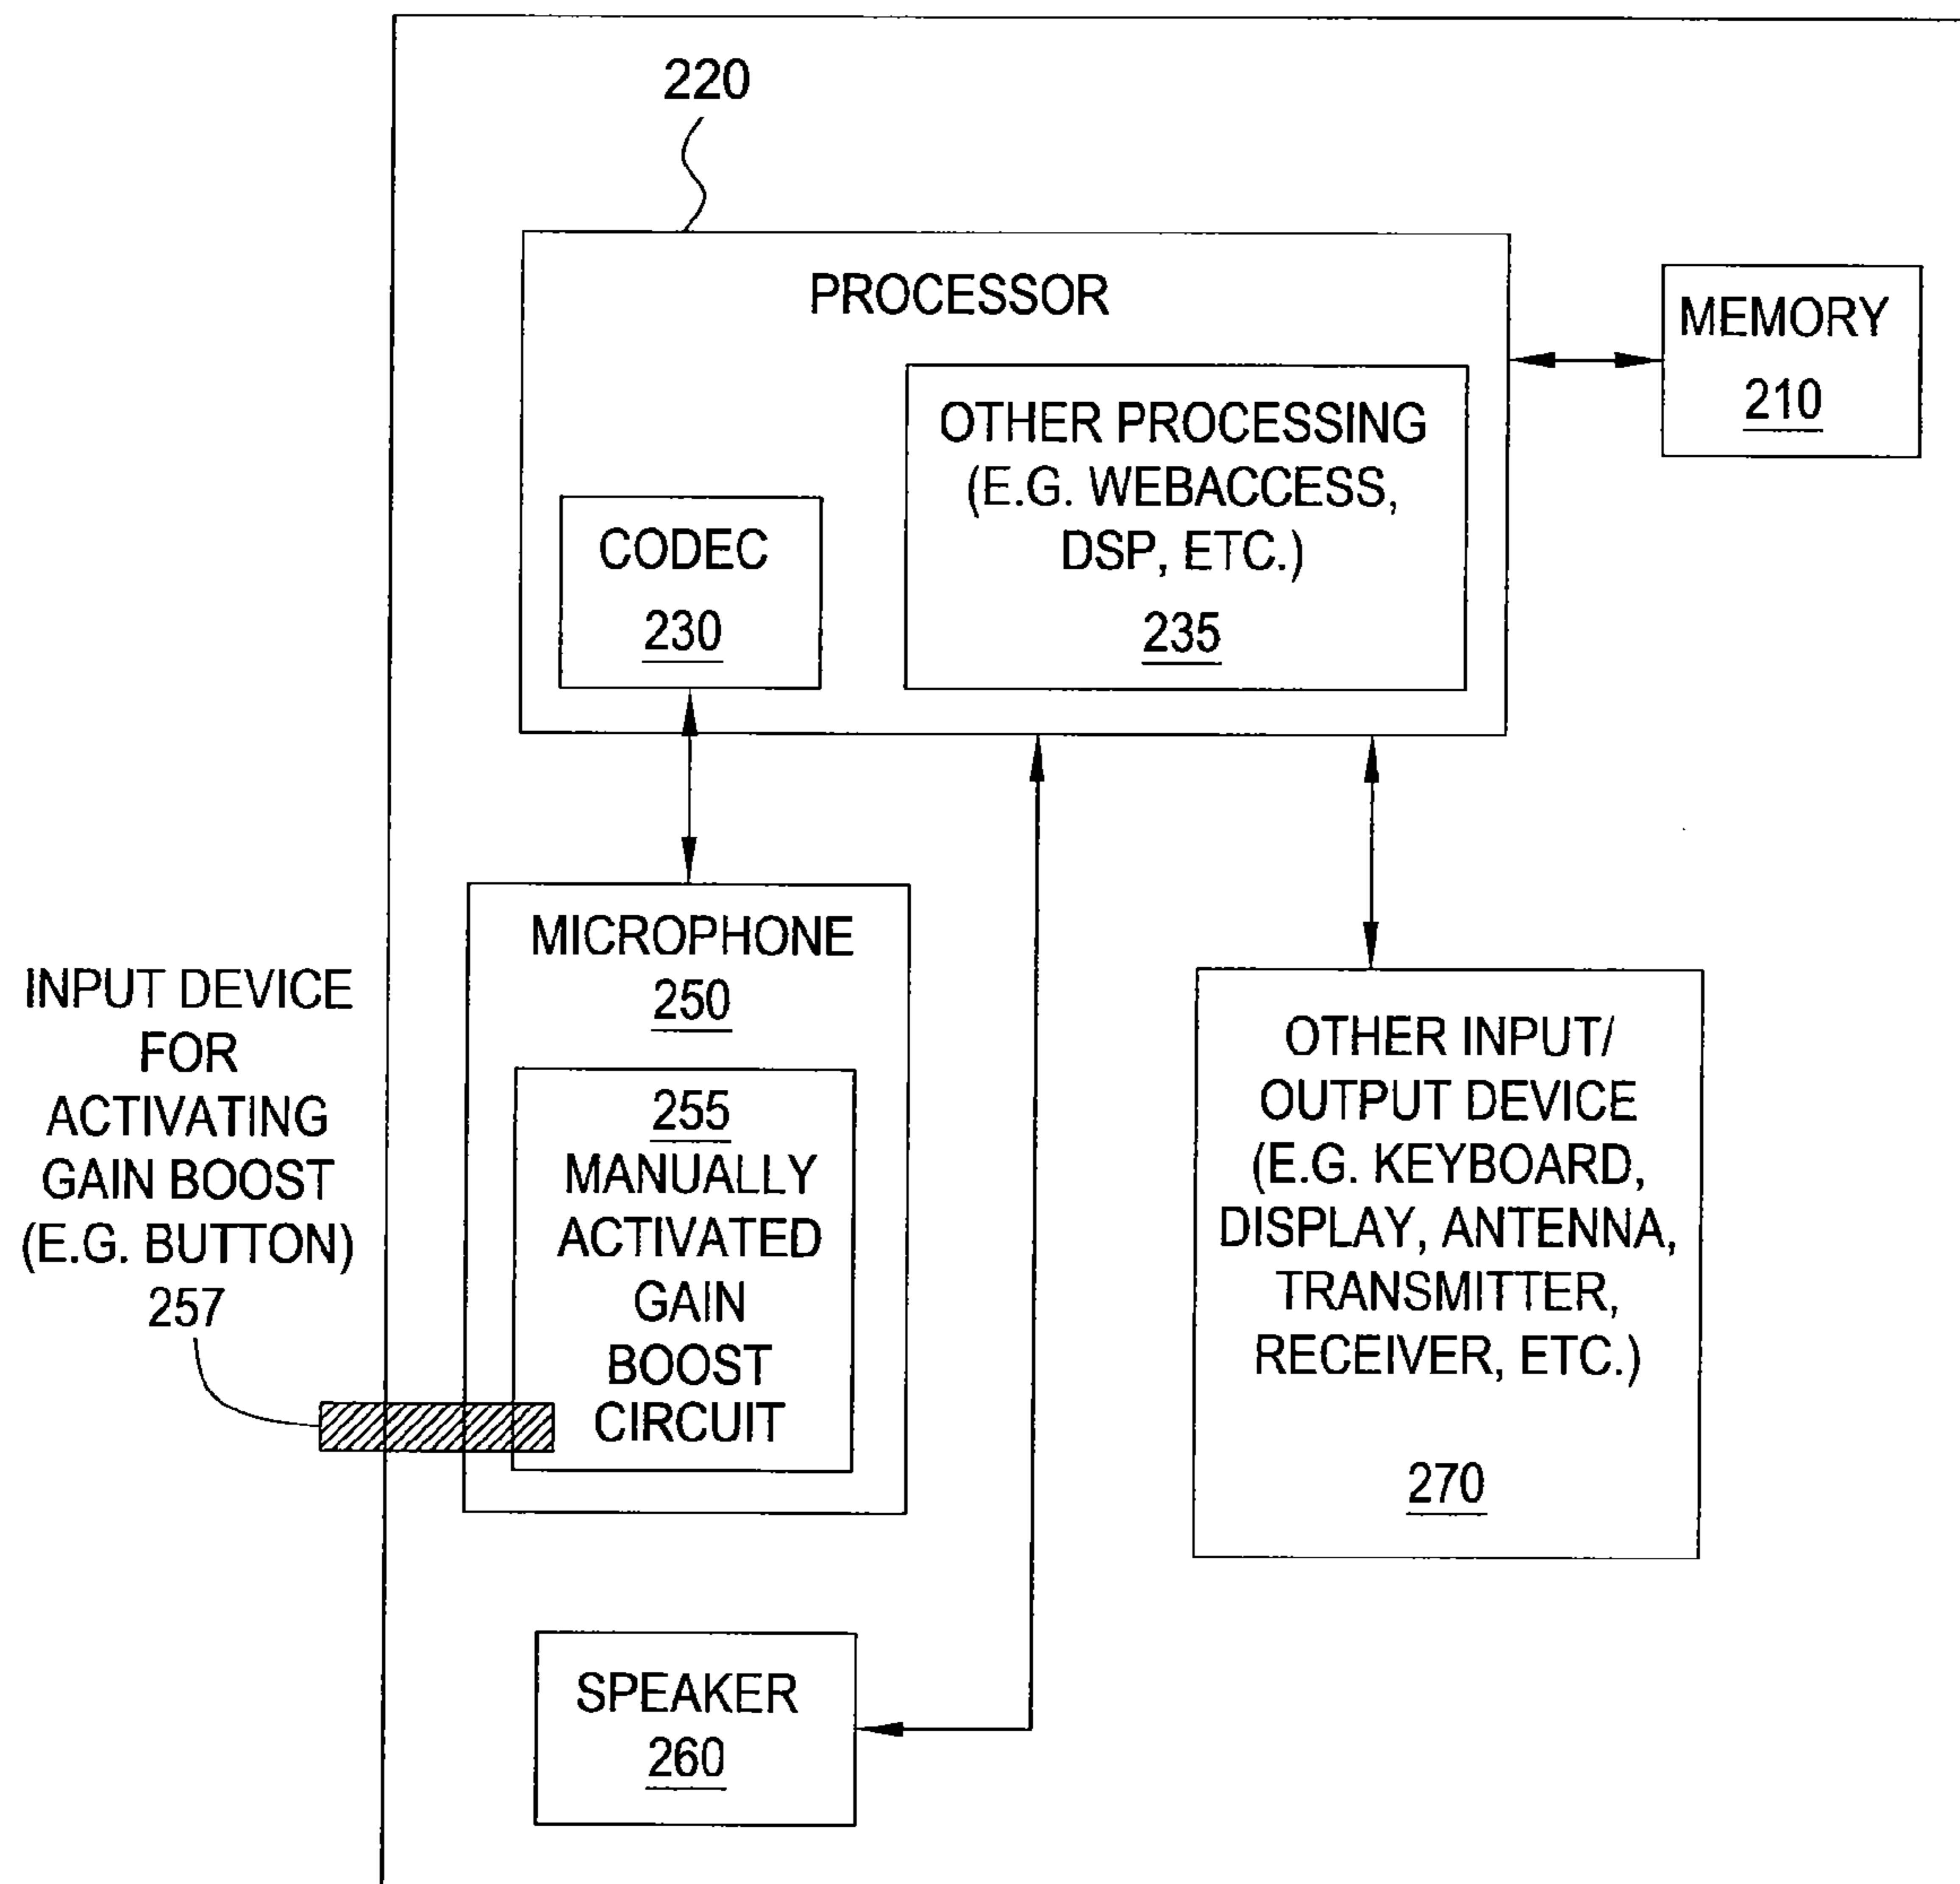 220
PROCESSOR
MEMORY
210
OTHER PROCESSING
(E.G. WEBACCESS,
DSP, ETC.)
235
CODEC
230
MICROPHONE
250
255
MANUALLY
ACTIVATED
GAIN
BOOST
CIRCUIT
INPUT DEVICE
FOR
ACTIVATING
GAIN BOOST
(E.G. BUTTON)
257
OTHER INPUT/
OUTPUT DEVICE
(E.G. KEYBOARD,
DISPLAY, ANTENNA,
TRANSMITTER,
RECEIVER, ETC.)
270
SPEAKER
260